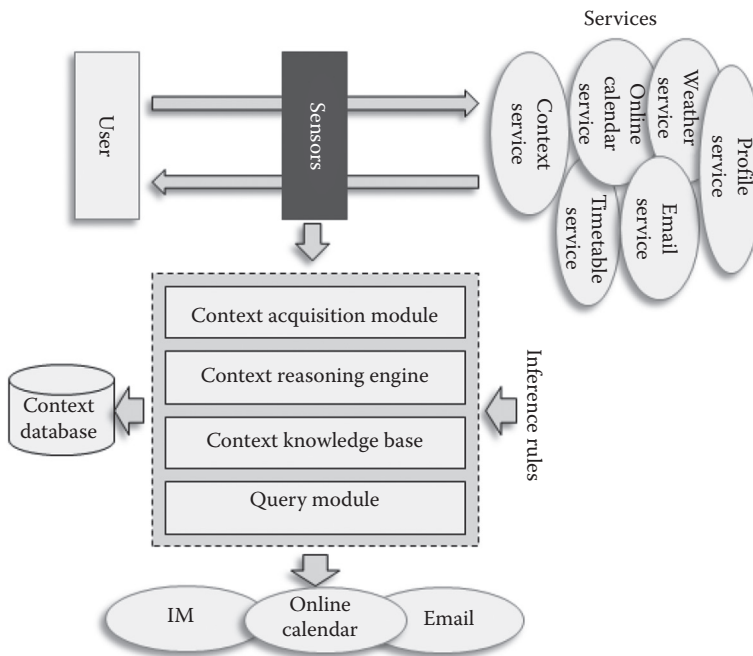 Services
User
Sensors
Context
service
Online
calendar
service
Weather
service
Profile
service
Timetable
service
Email
service
Context acquisition module
Context reasoning engine
Context knowledge base
Query module
Context
database
Inference rules
IM
Online
calendar
Email